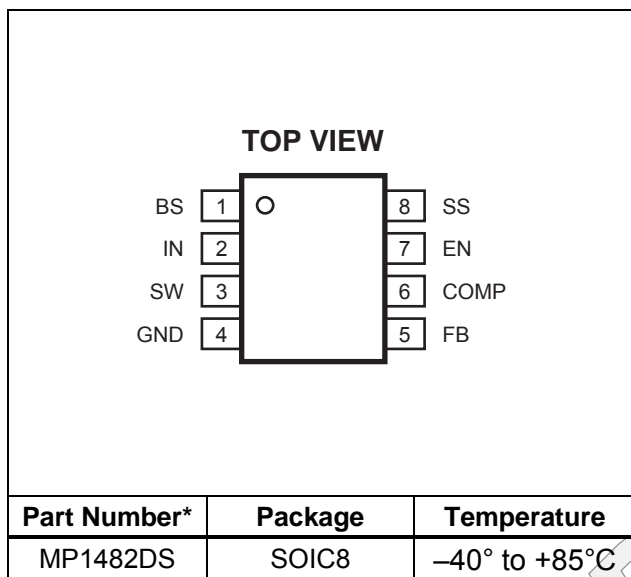 TOP VIEW
BS 1 8 SS
IN 2 7 EN
SW 3 6 COMP
GND 4 5 FB
Part Number* Package Temperature
MP1482DS SOIC8 –40° to +85°C